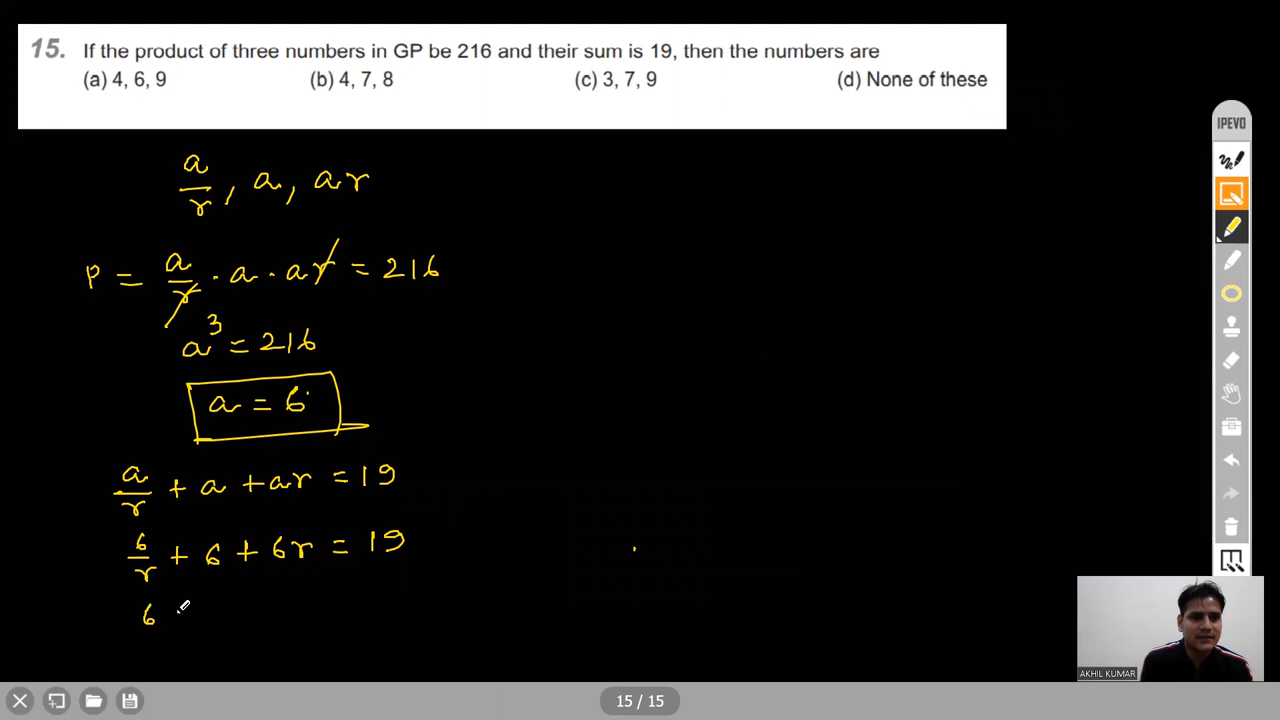 15. If the product of three numbers in GP be 216 and their sum is 19, then the numbers are
(a) 4, 6, 9 (b) 4, 7, 8 (c) 3, 7, 9 (d) None of these
IPEVO
a/r, a, ar
P = a/r · a · ar = 216
a³ = 216
a = 6
a/r + a + ar = 19
6/r + 6 + 6r = 19
6
AKHIL KUMAR
15 / 15